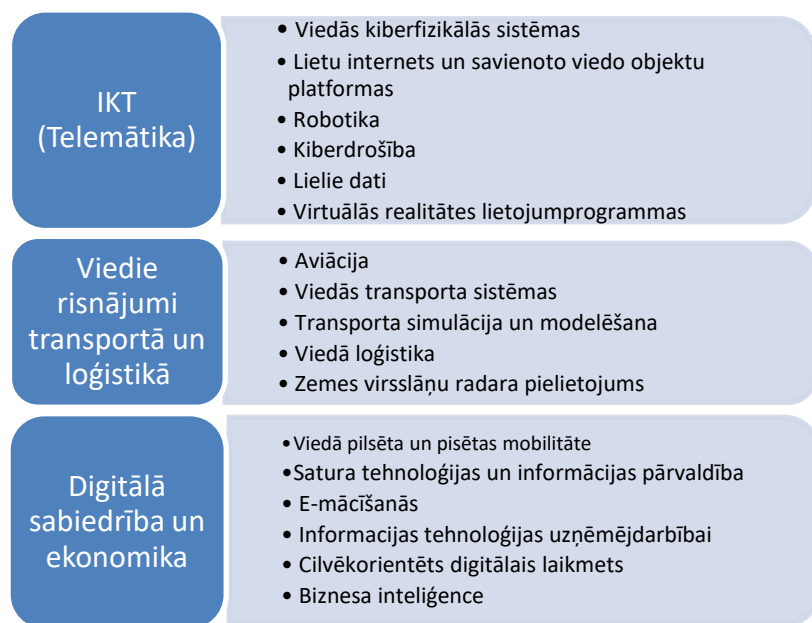 IKT
(Telemātika)
• Viedās kiberfizikālās sistēmas
• Lietu internets un savienoto viedo objektu
platformas
• Robotika
• Kiberdrošība
• Lielie dati
• Virtuālās realitātes lietojumprogrammas
Viedie
risnājumi
transportā un
loģistikā
• Aviācija
• Viedās transporta sistēmas
• Transporta simulācija un modelēšana
• Viedā loģistika
• Zemes virsslāņu radara pielietojums
Digitālā
sabiedrība un
ekonomika
•Viedā pilsēta un pisētas mobilitāte
•Satura tehnoloģijas un informācijas pārvaldība
• E-mācīšanās
• Informacijas tehnoloģijas uzņēmējdarbībai
• Cilvēkorientēts digitālais laikmets
• Biznesa inteliģence